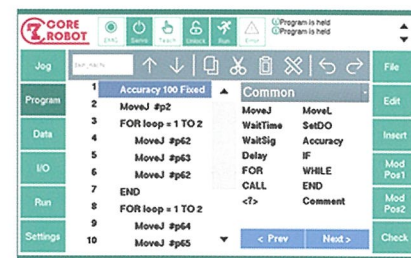 CORE
ROBOT
EMG
Servo
Teach
Unlock
Run
Error
Program is held
Program is held
Jog
File
Program
Edit
Data
Insert
I/O
Mod
Pos1
Run
Mod
Pos2
Settings
Check
1 Accuracy 100 Fixed
2 MoveJ #p2
3 FOR loop = 1 TO 2
4 MoveJ #p62
5 MoveJ #p63
6 MoveJ #p62
7 END
8 FOR loop = 1 TO 2
9 MoveJ #p64
10 MoveJ #p65
Common
MoveJ MoveL
WaitTime SetDO
WaitSig Accuracy
Delay IF
FOR WHILE
CALL END
<?> Comment
< Prev Next >